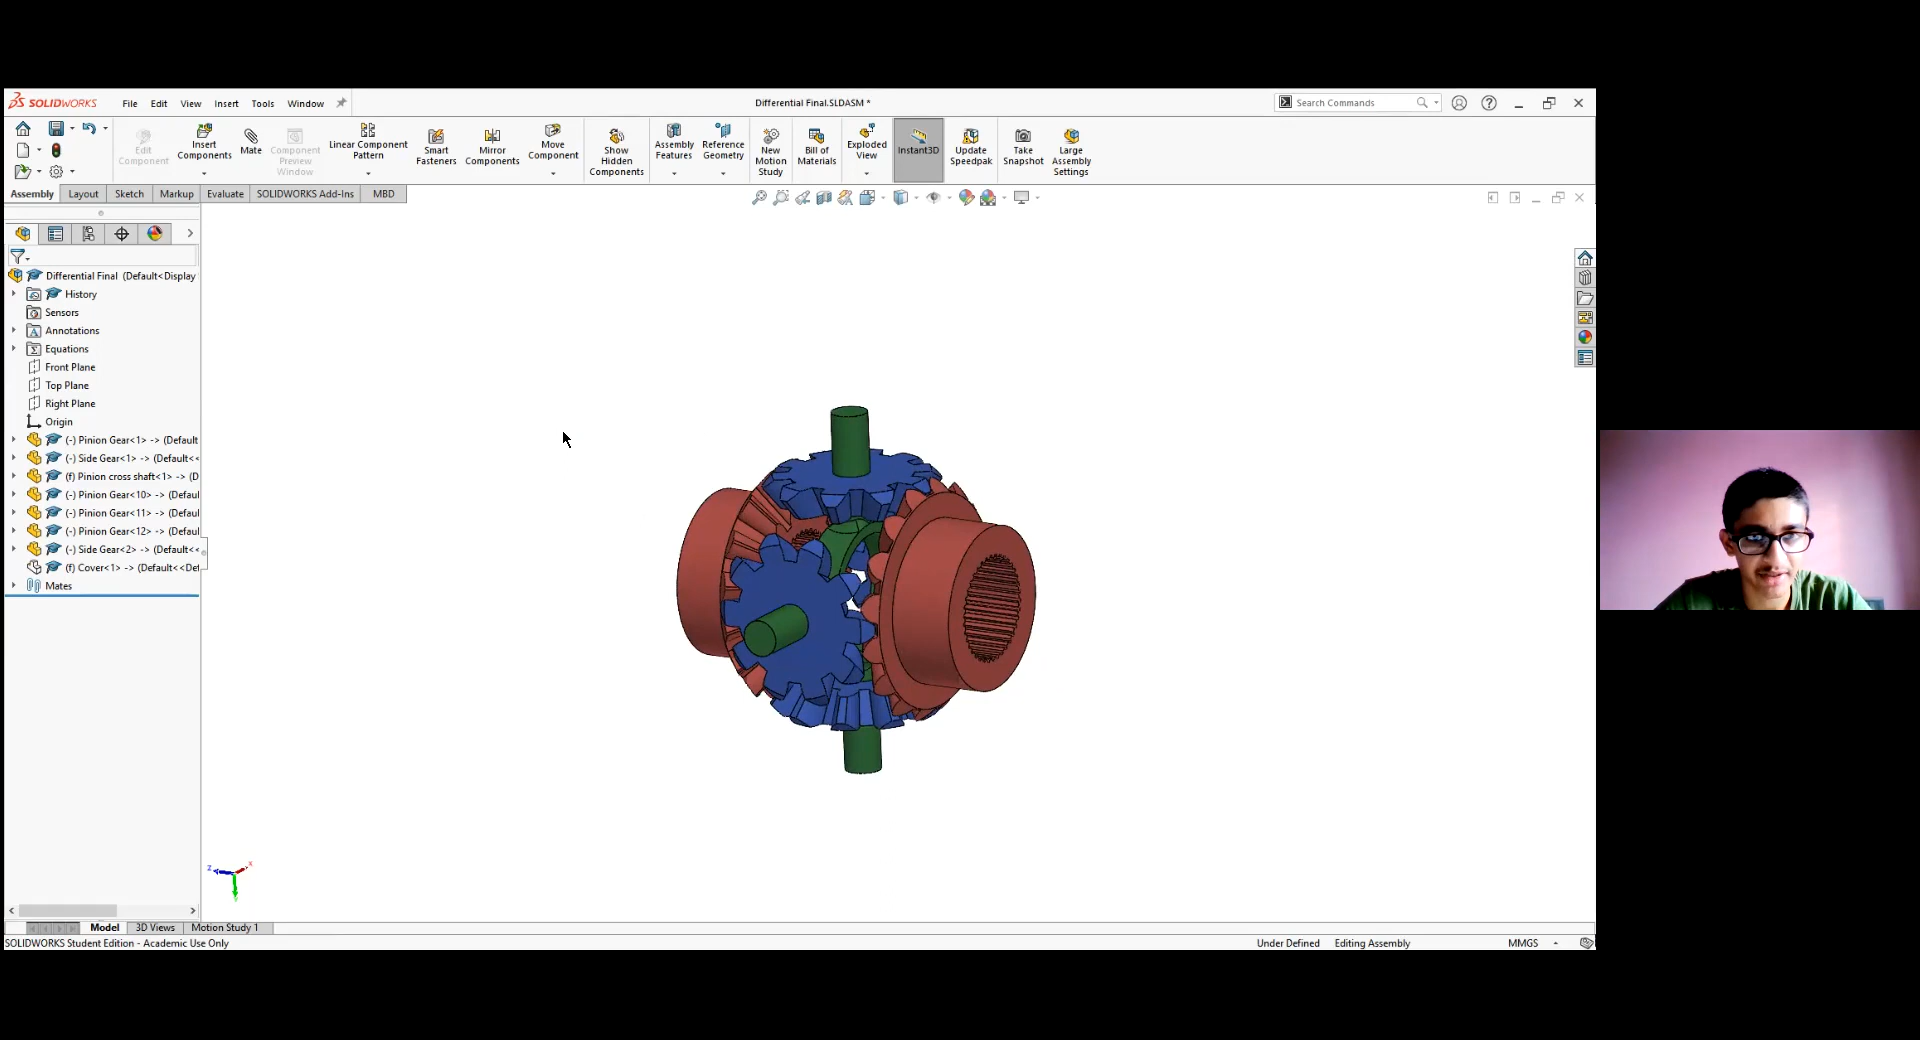 SOLIDWORKS File Edit View Insert Tools Window Differential Final.SLDASM * Search Commands
Edit Component
Insert Components
Mate
Component Preview Window
Linear Component Pattern
Smart Fasteners
Mirror Components
Move Component
Show Hidden Components
Assembly Features
Reference Geometry
New Motion Study
Bill of Materials
Exploded View
Instant3D
Update Speedpak
Take Snapshot
Large Assembly Settings
Assembly Layout Sketch Markup Evaluate SOLIDWORKS Add-Ins MBD
Differential Final (Default<Display
History
Sensors
Annotations
Equations
Front Plane
Top Plane
Right Plane
Origin
(-) Pinion Gear<1> -> (Default
(-) Side Gear<1> -> (Default<<
(f) Pinion cross shaft<1> -> (D
(-) Pinion Gear<10> -> (Defaul
(-) Pinion Gear<11> -> (Defaul
(-) Pinion Gear<12> -> (Defaul
(-) Side Gear<2> -> (Default<<
(f) Cover<1> -> (Default<<Def
Mates
Z X
Model 3D Views Motion Study 1
SOLIDWORKS Student Edition - Academic Use Only Under Defined Editing Assembly MMGS